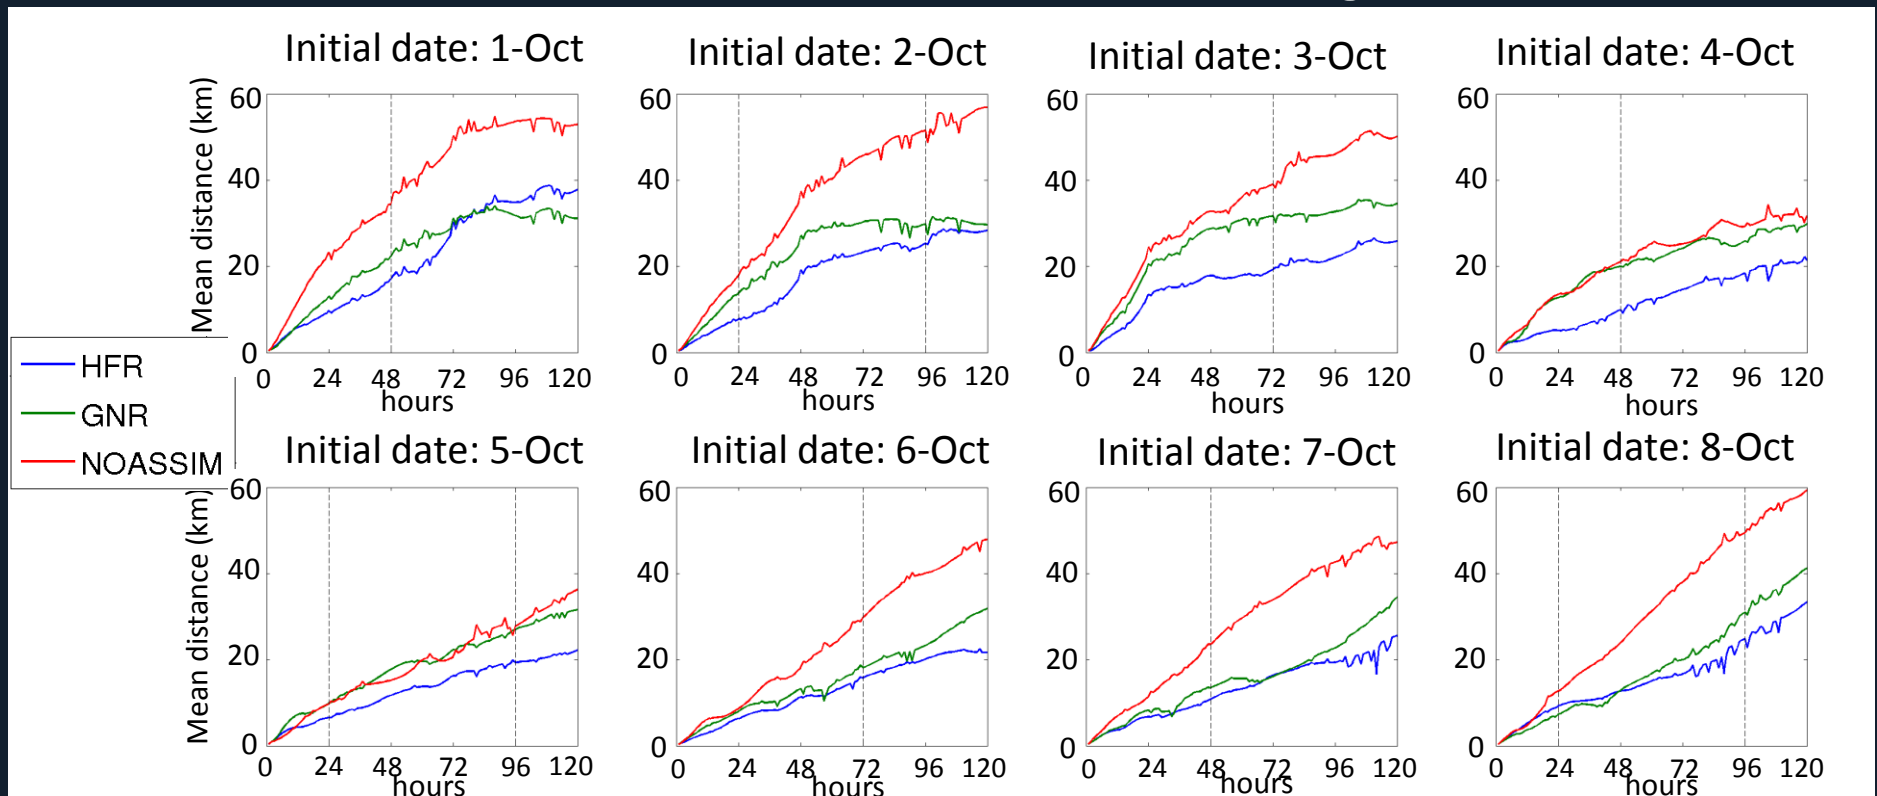 Initial date: 1-Oct
Initial date: 2-Oct
Initial date: 3-Oct
Initial date: 4-Oct
Mean distance (km)
60
40
20
0
0 24 48 72 96 120
hours
60
40
20
0
0 24 48 72 96 120
hours
60
40
20
0
0 24 48 72 96 120
hours
60
40
20
0
0 24 48 72 96 120
hours
HFR
GNR
NOASSIM
Initial date: 5-Oct
Initial date: 6-Oct
Initial date: 7-Oct
Initial date: 8-Oct
Mean distance (km)
60
40
20
0
0 24 48 72 96 120
hours
60
40
20
0
0 24 48 72 96 120
hours
60
40
20
0
0 24 48 72 96 120
hours
60
40
20
0
0 24 48 72 96 120
hours